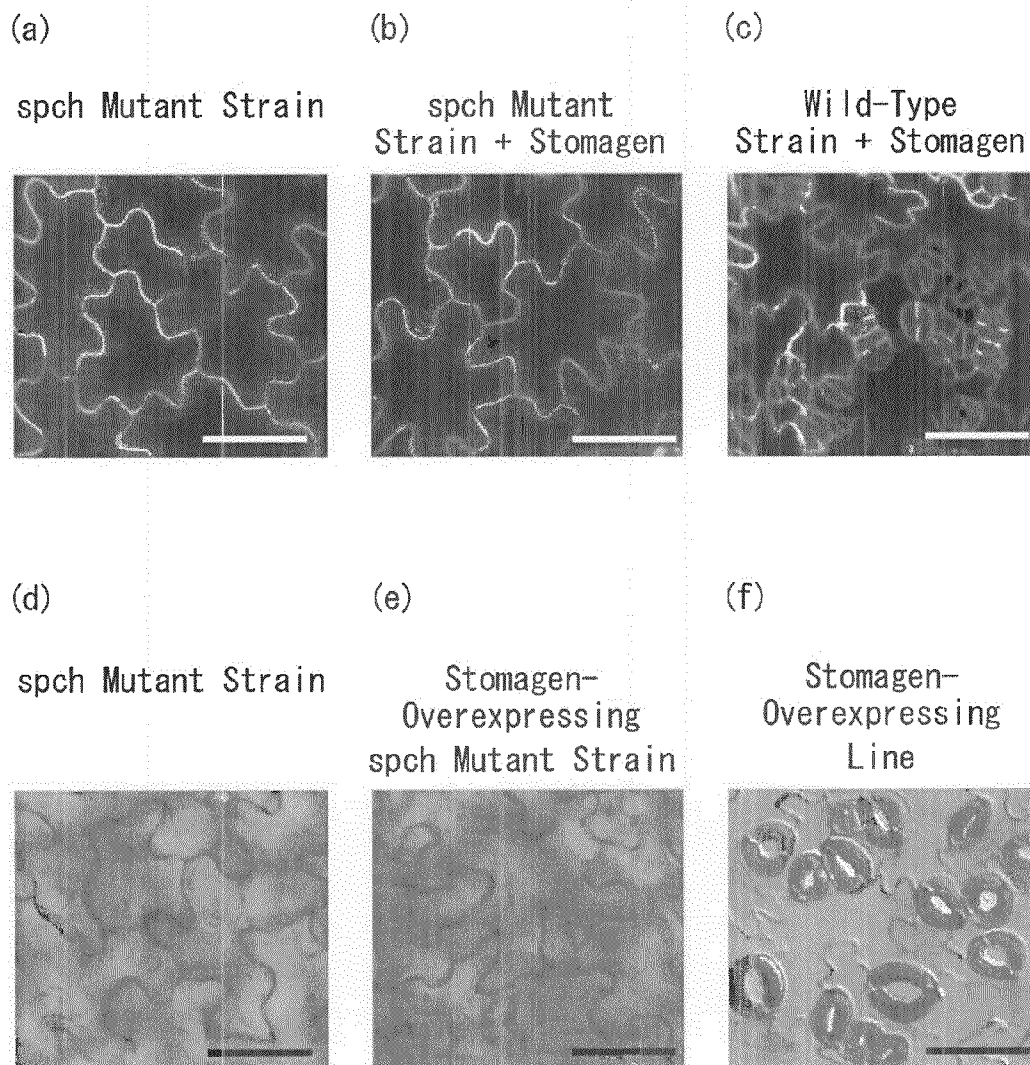 (a)
spch Mutant Strain
(b)
spch Mutant
Strain + Stomagen
(c)
Wild-Type
Strain + Stomagen
(d)
spch Mutant Strain
(e)
Stomagen-
Overexpressing
spch Mutant Strain
(f)
Stomagen-
Overexpressing
Line